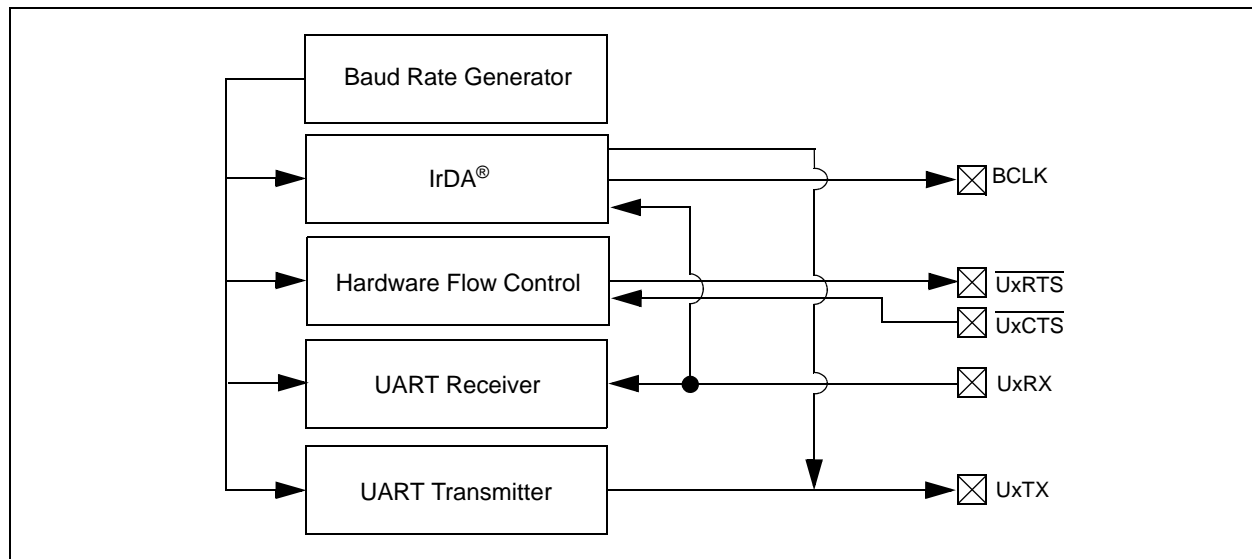 Baud Rate Generator
IrDA®
BCLK
Hardware Flow Control
UxRTS
UxCTS
UART Receiver
UxRX
UART Transmitter
UxTX